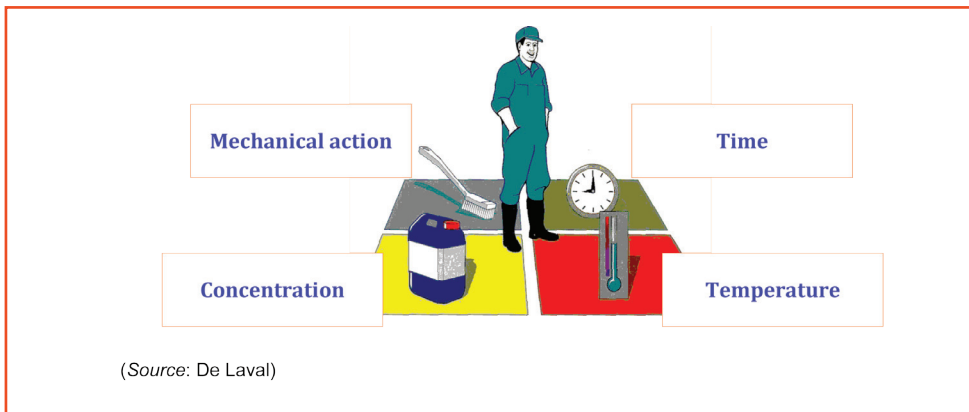 Mechanical action
Time
Concentration
Temperature
(Source: De Laval)